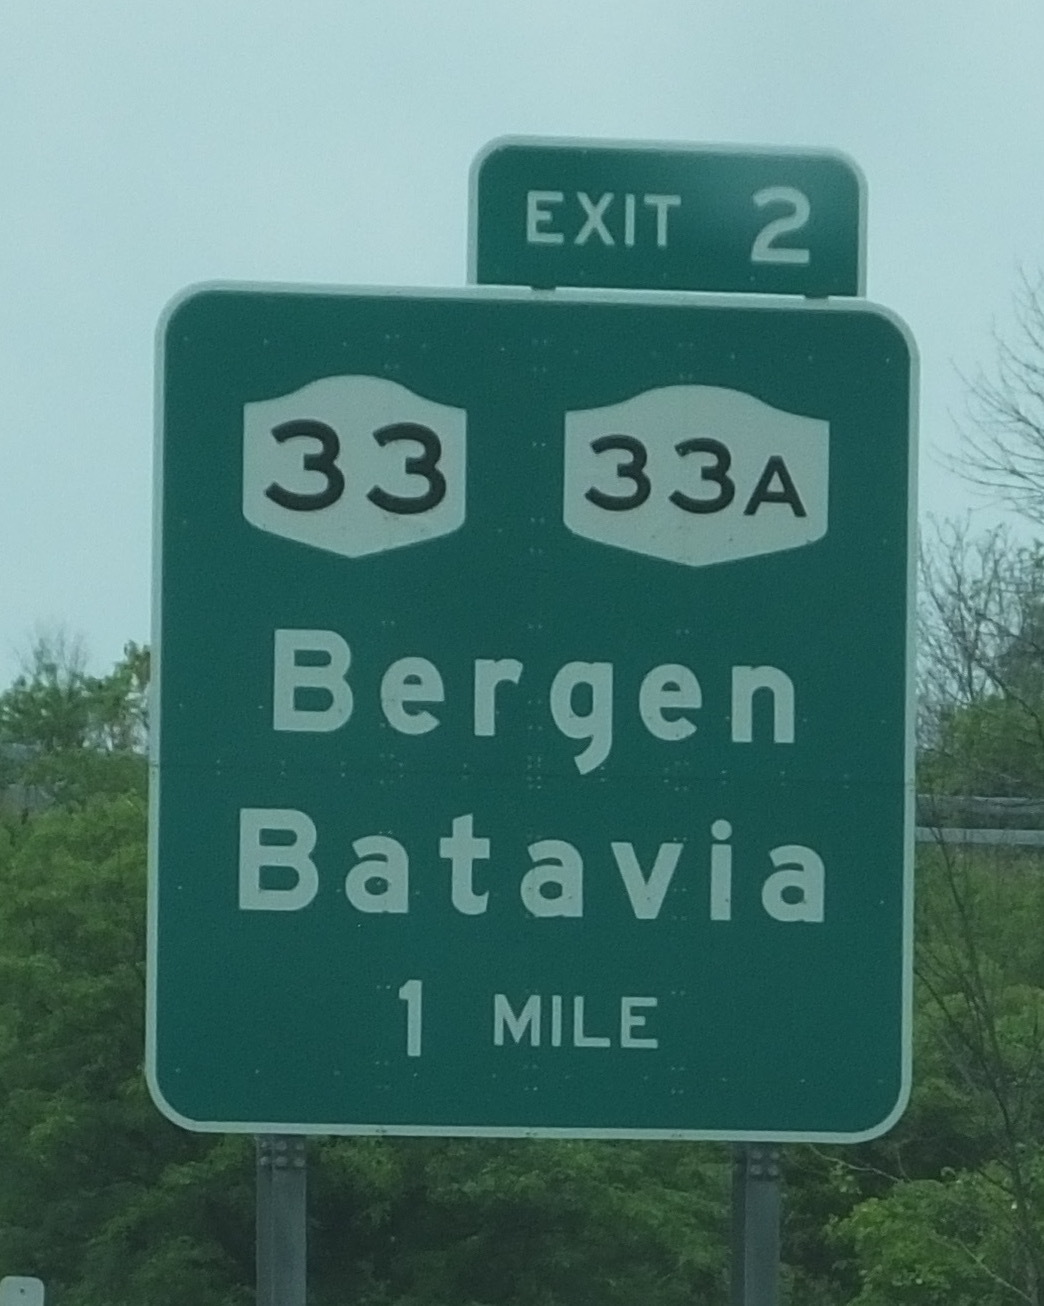 EXIT 2
33 33A
Bergen
Batavia
1 MILE